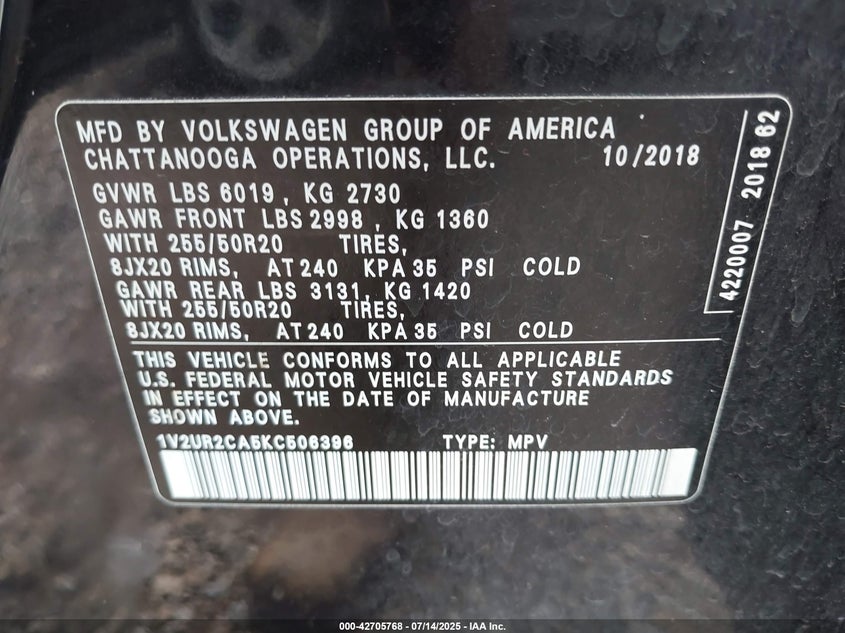 MFD BY VOLKSWAGEN GROUP OF AMERICA
CHATTANOOGA OPERATIONS, LLC. 10/2018
GVWR LBS 6019, KG 2730
GAWR FRONT LBS 2998, KG 1360
WITH 255/50R20 TIRES,
8JX20 RIMS, AT 240 KPA 35 PSI COLD
GAWR REAR LBS 3131, KG 1420
WITH 255/50R20 TIRES,
8JX20 RIMS, AT 240 KPA 35 PSI COLD
THIS VEHICLE CONFORMS TO ALL APPLICABLE
U.S. FEDERAL MOTOR VEHICLE SAFETY STANDARDS
IN EFFECT ON THE DATE OF MANUFACTURE
SHOWN ABOVE.
1V2UR2CA5KC506396 TYPE: MPV
4220007 2018 62
000-42705768 - 07/14/2025 - IAA Inc.